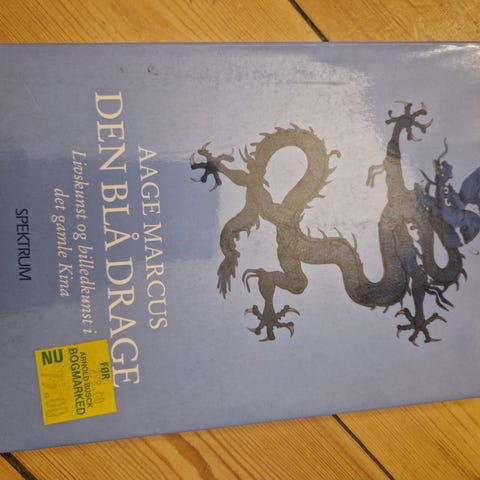 AAGE MARCUS
DEN BLÅ DRAGE
Livskunst og billedkunst i
det gamle Kina
SPEKTRUM
FØR
ARNOLD BUSCK
BOGMARKED
NU